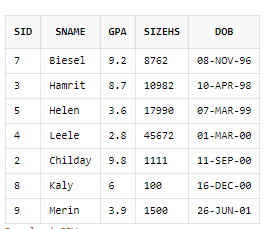 SID SNAME GPA SIZEHS DOB
7 Biesel 9.2 8762 08-NOV-96
3 Hamrit 8.7 10982 10-APR-98
5 Helen 3.6 17990 07-MAR-99
4 Leele 2.8 45672 01-MAR-00
2 Childay 9.8 1111 11-SEP-00
8 Kaly 6 100 16-DEC-00
9 Merin 3.9 1500 26-JUN-01